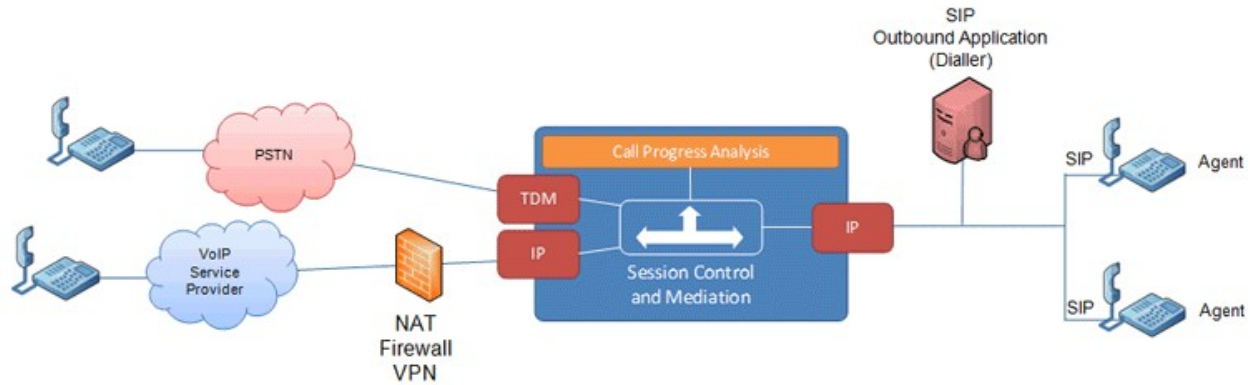 SIP
Outbound Application
(Dialler)
PSTN
Call Progress Analysis
TDM
SIP
Agent
VoIP
Service
Provider
IP
IP
Session Control
and Mediation
NAT
Firewall
VPN
SIP
Agent